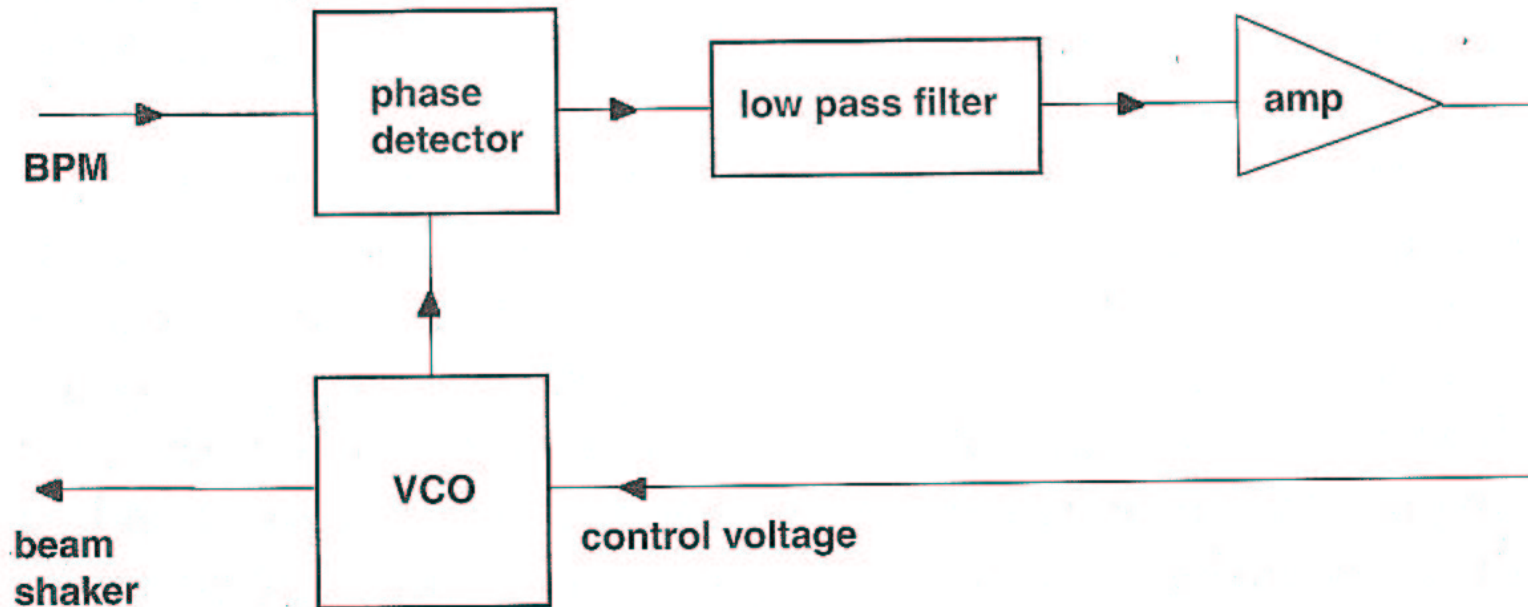 phase
detector
low pass filter
amp
BPM
VCO
control voltage
beam
shaker